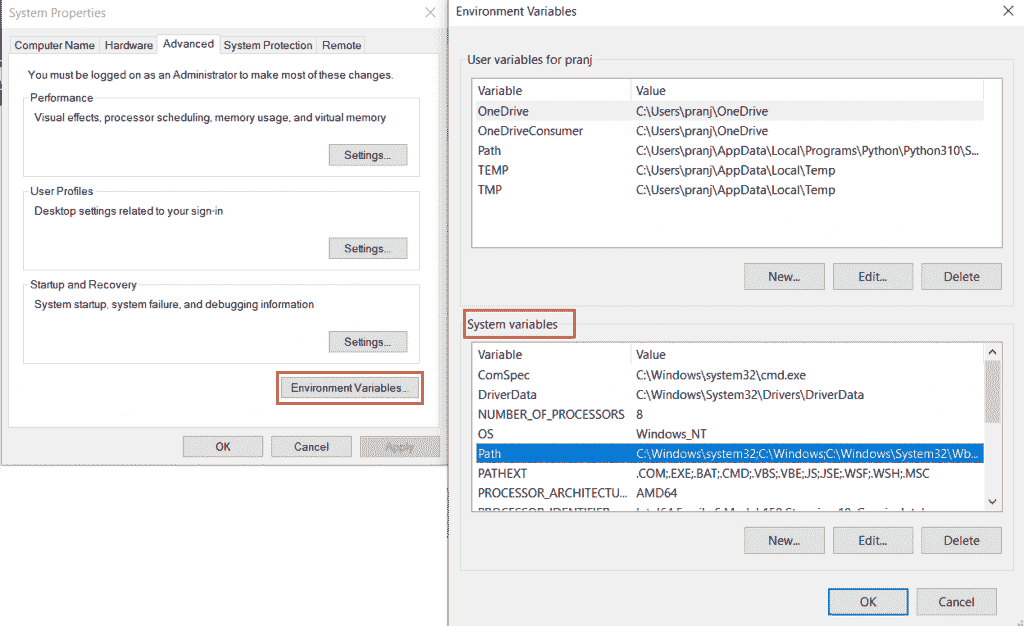 System Properties
Computer Name Hardware Advanced System Protection Remote
You must be logged on as an Administrator to make most of these changes.
Performance
Visual effects, processor scheduling, memory usage, and virtual memory
Settings...
User Profiles
Desktop settings related to your sign-in
Settings...
Startup and Recovery
System startup, system failure, and debugging information
Settings...
Environment Variables...
OK Cancel Apply
Environment Variables
User variables for pranj
Variable Value
OneDrive C:\Users\pranj\OneDrive
OneDriveConsumer C:\Users\pranj\OneDrive
Path C:\Users\pranj\AppData\Local\Programs\Python\Python310\S...
TEMP C:\Users\pranj\AppData\Local\Temp
TMP C:\Users\pranj\AppData\Local\Temp
New... Edit... Delete
System variables
Variable Value
ComSpec C:\Windows\system32\cmd.exe
DriverData C:\Windows\System32\Drivers\DriverData
NUMBER_OF_PROCESSORS 8
OS Windows_NT
Path C:\Windows\system32;C:\Windows;C:\Windows\System32\Wb...
PATHEXT .COM;.EXE;.BAT;.CMD;.VBS;.VBE;.JS;.JSE;.WSF;.WSH;.MSC
PROCESSOR_ARCHITECTU... AMD64
PROCESSOR_IDENTIFIER
New... Edit... Delete
OK Cancel